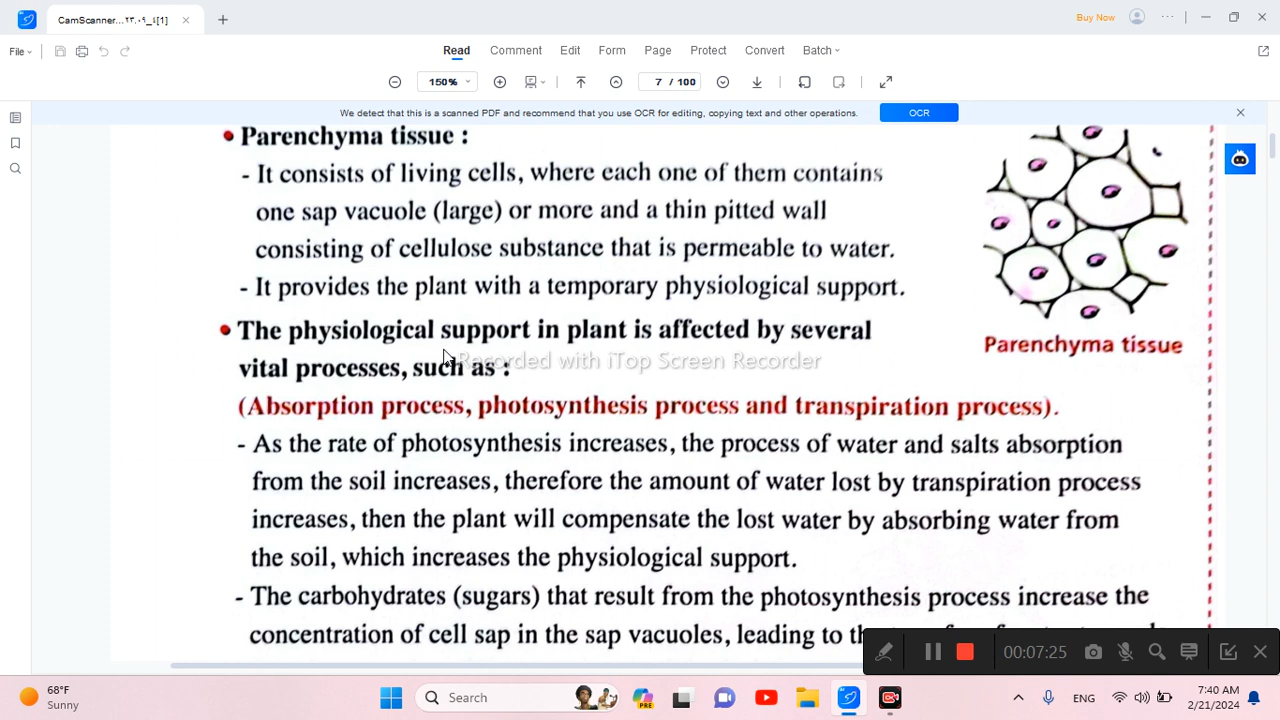 CamScanner...٢٣.٠٩_٤[1]
Buy Now
File
Read
Comment
Edit
Form
Page
Protect
Convert
Batch
150%
7 / 100
We detect that this is a scanned PDF and recommend that you use OCR for editing, copying text and other operations.
OCR
• Parenchyma tissue :
- It consists of living cells, where each one of them contains
one sap vacuole (large) or more and a thin pitted wall
consisting of cellulose substance that is permeable to water.
- It provides the plant with a temporary physiological support.
Parenchyma tissue
• The physiological support in plant is affected by several
Recorded with iTop Screen Recorder
vital processes, such as :
(Absorption process, photosynthesis process and transpiration process).
- As the rate of photosynthesis increases, the process of water and salts absorption
from the soil increases, therefore the amount of water lost by transpiration process
increases, then the plant will compensate the lost water by absorbing water from
the soil, which increases the physiological support.
- The carbohydrates (sugars) that result from the photosynthesis process increase the
concentration of cell sap in the sap vacuoles, leading to
00:07:25
68°F
Sunny
Search
PRE
ENG
7:40 AM
2/21/2024